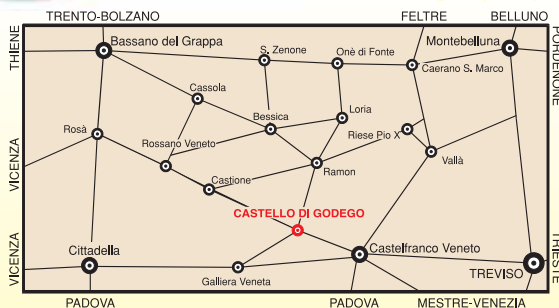 TRENTO-BOLZANO
FELTRE
BELLUNO
THIENE
Bassano del Grappa
S. Zenone
Onè di Fonte
Montebelluna
PORDENONE
Caerano S. Marco
Cassola
Loria
Bessica
Riese Pio X
Rosà
Rossano Veneto
Vallà
VICENZA
Castione
Ramon
CASTELLO DI GODEGO
Cittadella
Castelfranco Veneto
VICENZA
TRIESTE
Galliera Veneta
TREVISO
PADOVA
PADOVA
MESTRE-VENEZIA